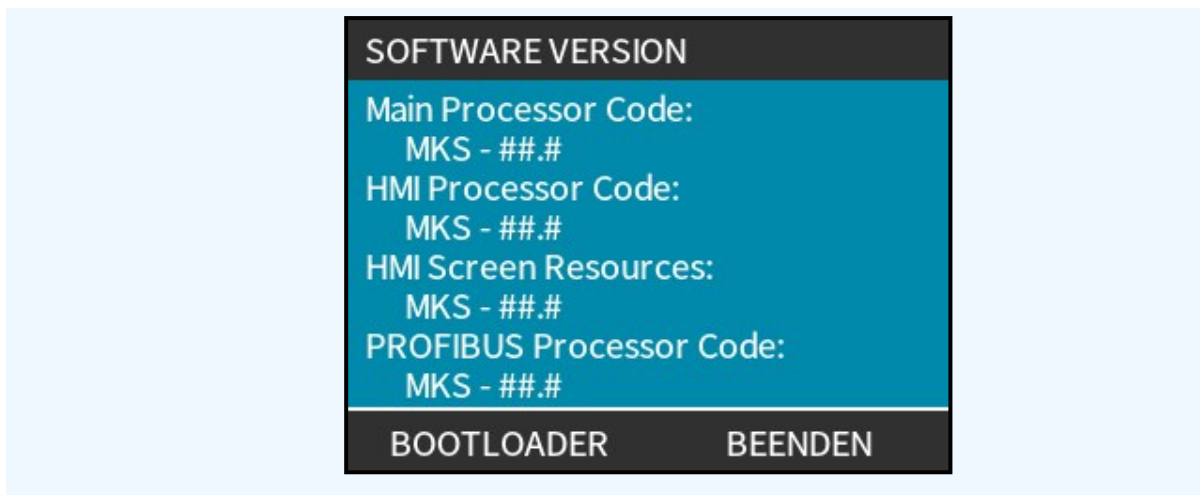 SOFTWARE VERSION
Main Processor Code:
MKS - ##.#
HMI Processor Code:
MKS - ##.#
HMI Screen Resources:
MKS - ##.#
PROFIBUS Processor Code:
MKS - ##.#
BOOTLOADER BEENDEN